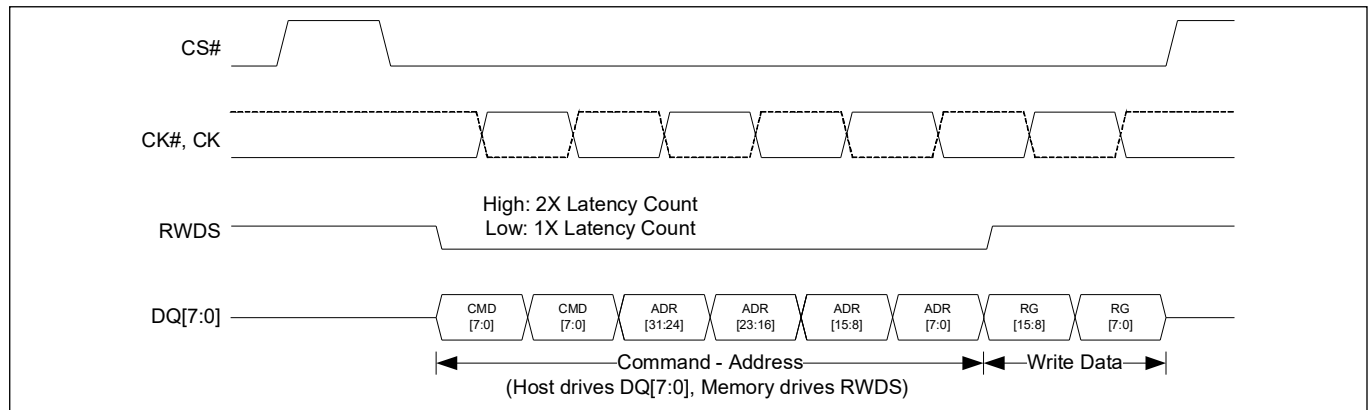 CS#
CK#, CK
High: 2X Latency Count
Low: 1X Latency Count
RWDS
DQ[7:0]
CMD [7:0]
CMD [7:0]
ADR [31:24]
ADR [23:16]
ADR [15:8]
ADR [7:0]
RG [15:8]
RG [7:0]
Command - Address
Write Data
(Host drives DQ[7:0], Memory drives RWDS)